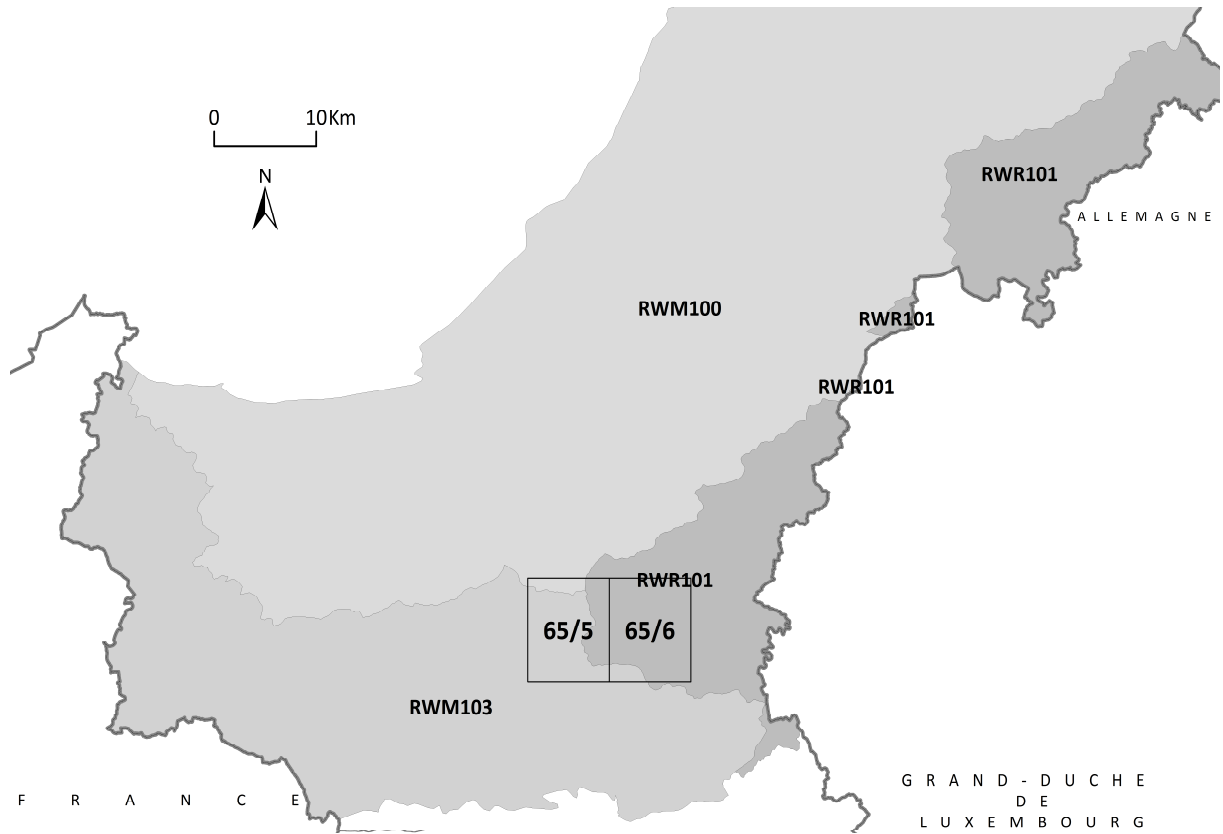 0 10Km
N
RWR101
ALLEMAGNE
RWM100
RWR101
RWR101
RWR101
65/5 65/6
RWM103
FRANCE
GRAND-DUCHE
DE
LUXEMBOURG